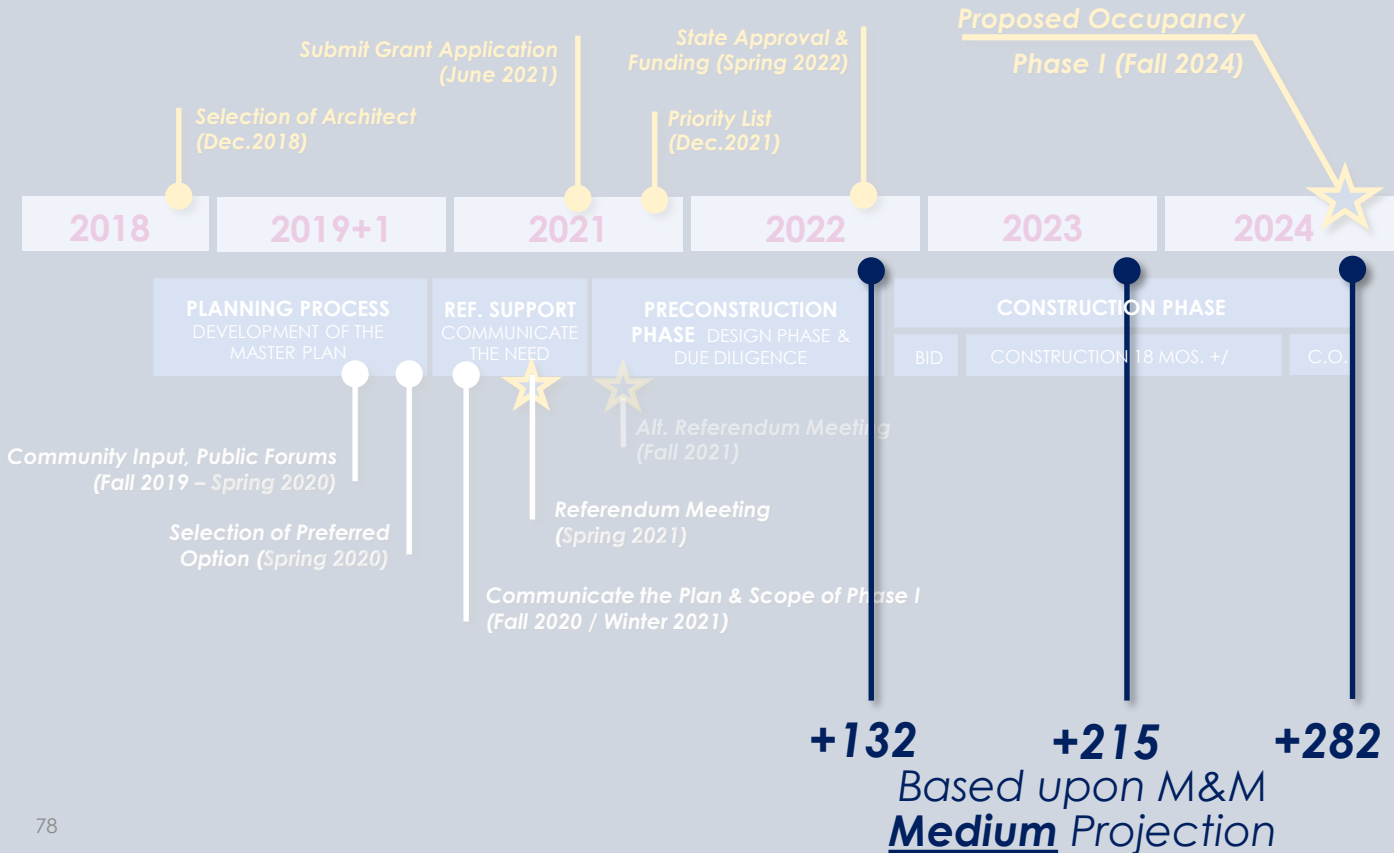 Proposed Occupancy
Phase I (Fall 2024)
Submit Grant Application
(June 2021)
State Approval &
Funding (Spring 2022)
Selection of Architect
(Dec.2018)
Priority List
(Dec.2021)
2018
2019+1
2021
2022
2023
2024
PLANNING PROCESS
DEVELOPMENT OF THE
MASTER PLAN
REF. SUPPORT
COMMUNICATE
THE NEED
PRECONSTRUCTION
PHASE DESIGN PHASE &
DUE DILIGENCE
CONSTRUCTION PHASE
BID
CONSTRUCTION 18 MOS. +/
C.O.
Alt. Referendum Meeting
(Fall 2021)
Community Input, Public Forums
(Fall 2019 – Spring 2020)
Referendum Meeting
(Spring 2021)
Selection of Preferred
Option (Spring 2020)
Communicate the Plan & Scope of Phase I
(Fall 2020 / Winter 2021)
+132
+215
+282
Based upon M&M
Medium Projection
78